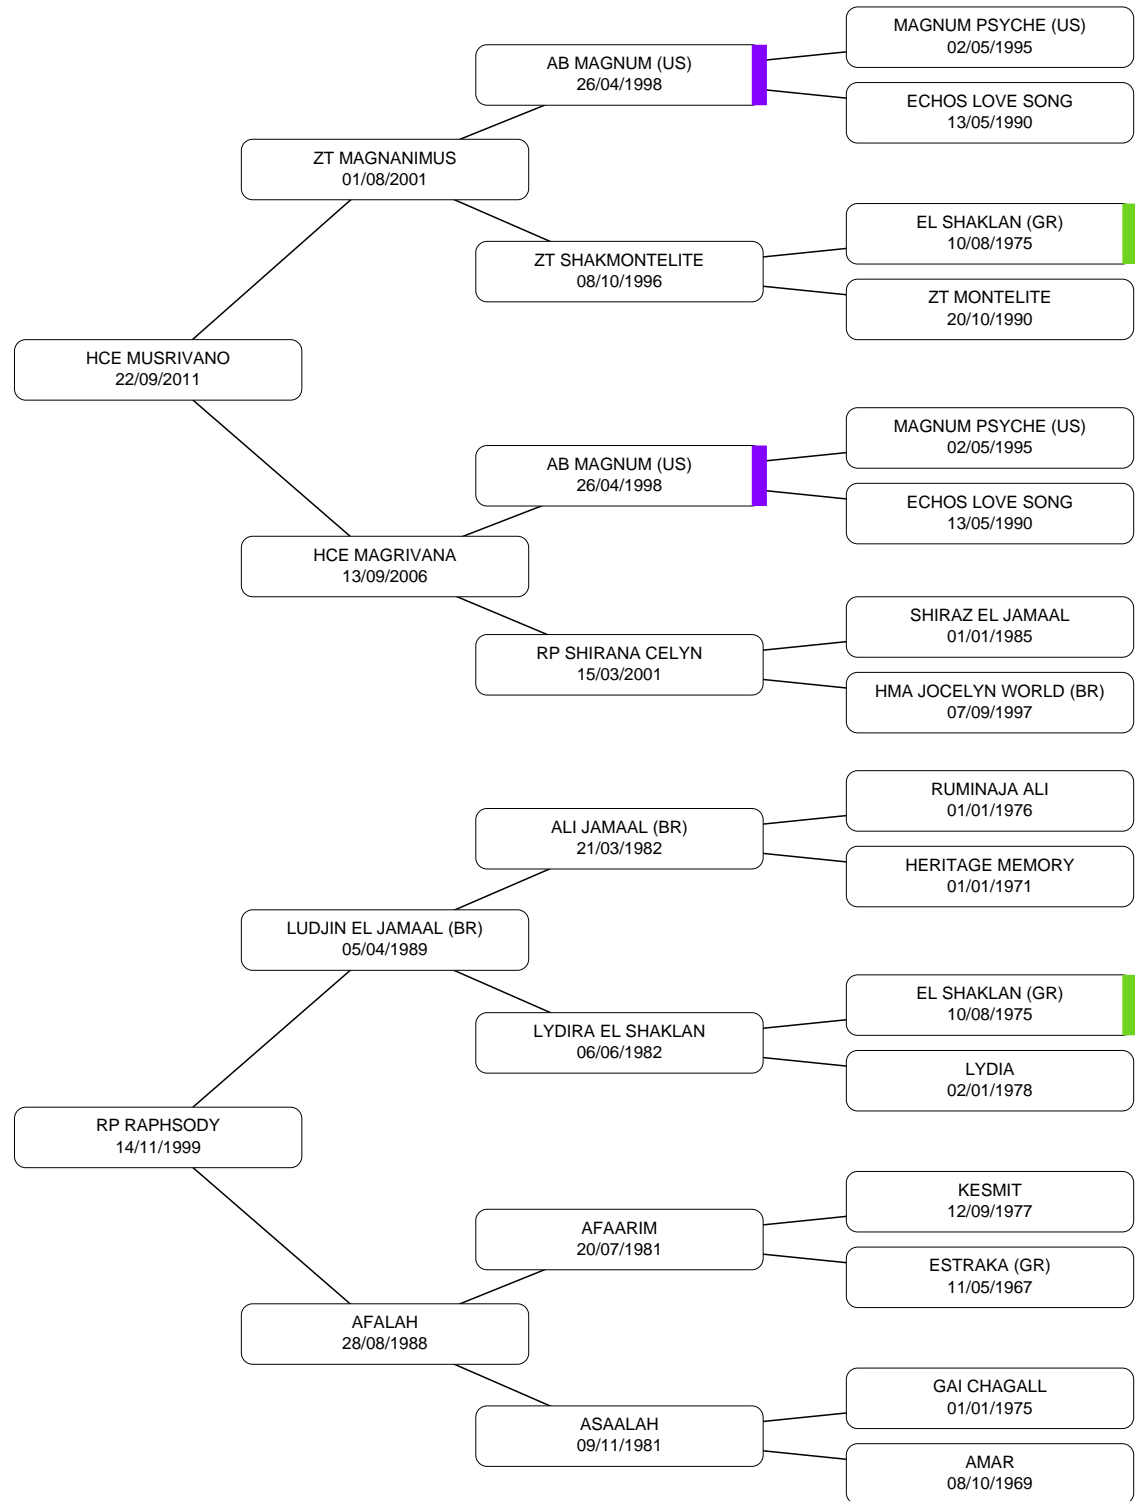 MAGNUM PSYCHE (US)
02/05/1995
AB MAGNUM (US)
26/04/1998
ECHOS LOVE SONG
13/05/1990
ZT MAGNANIMUS
01/08/2001
EL SHAKLAN (GR)
10/08/1975
ZT SHAKMONTELITE
08/10/1996
ZT MONTELITE
20/10/1990
HCE MUSRIVANO
22/09/2011
MAGNUM PSYCHE (US)
02/05/1995
AB MAGNUM (US)
26/04/1998
ECHOS LOVE SONG
13/05/1990
HCE MAGRIVANA
13/09/2006
SHIRAZ EL JAMAAL
01/01/1985
RP SHIRANA CELYN
15/03/2001
HMA JOCELYN WORLD (BR)
07/09/1997
RUMINAJA ALI
01/01/1976
ALI JAMAAL (BR)
21/03/1982
HERITAGE MEMORY
01/01/1971
LUDJIN EL JAMAAL (BR)
05/04/1989
EL SHAKLAN (GR)
10/08/1975
LYDIRA EL SHAKLAN
06/06/1982
LYDIA
02/01/1978
RP RAPHSODY
14/11/1999
KESMIT
12/09/1977
AFAARIM
20/07/1981
ESTRAKA (GR)
11/05/1967
AFALAH
28/08/1988
GAI CHAGALL
01/01/1975
ASAALAH
09/11/1981
AMAR
08/10/1969